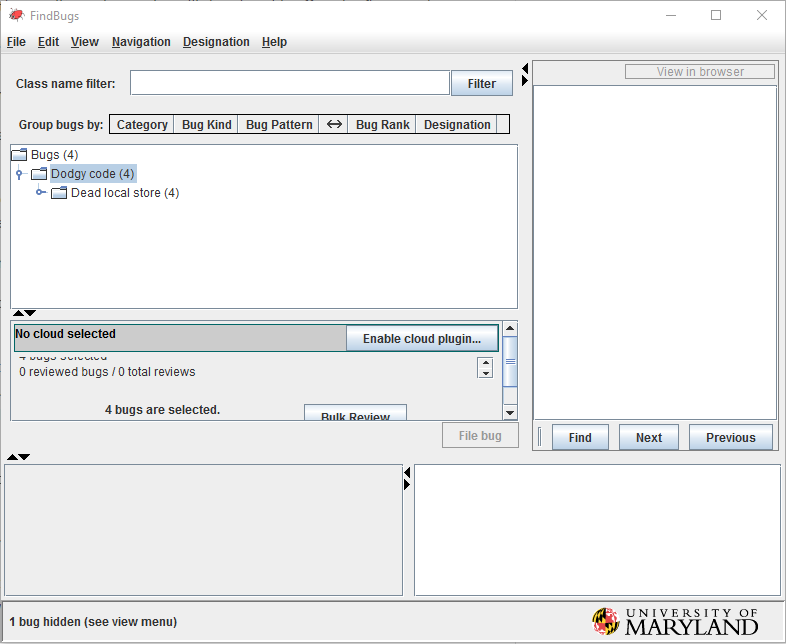 FindBugs
File Edit View Navigation Designation Help
Class name filter: Filter
View in browser
Group bugs by: Category Bug Kind Bug Pattern ↔ Bug Rank Designation
Bugs (4)
Dodgy code (4)
Dead local store (4)
No cloud selected Enable cloud plugin...
4 bugs selected
0 reviewed bugs / 0 total reviews
4 bugs are selected. Bulk Review
File bug
Find Next Previous
1 bug hidden (see view menu)
UNIVERSITY OF
MARYLAND